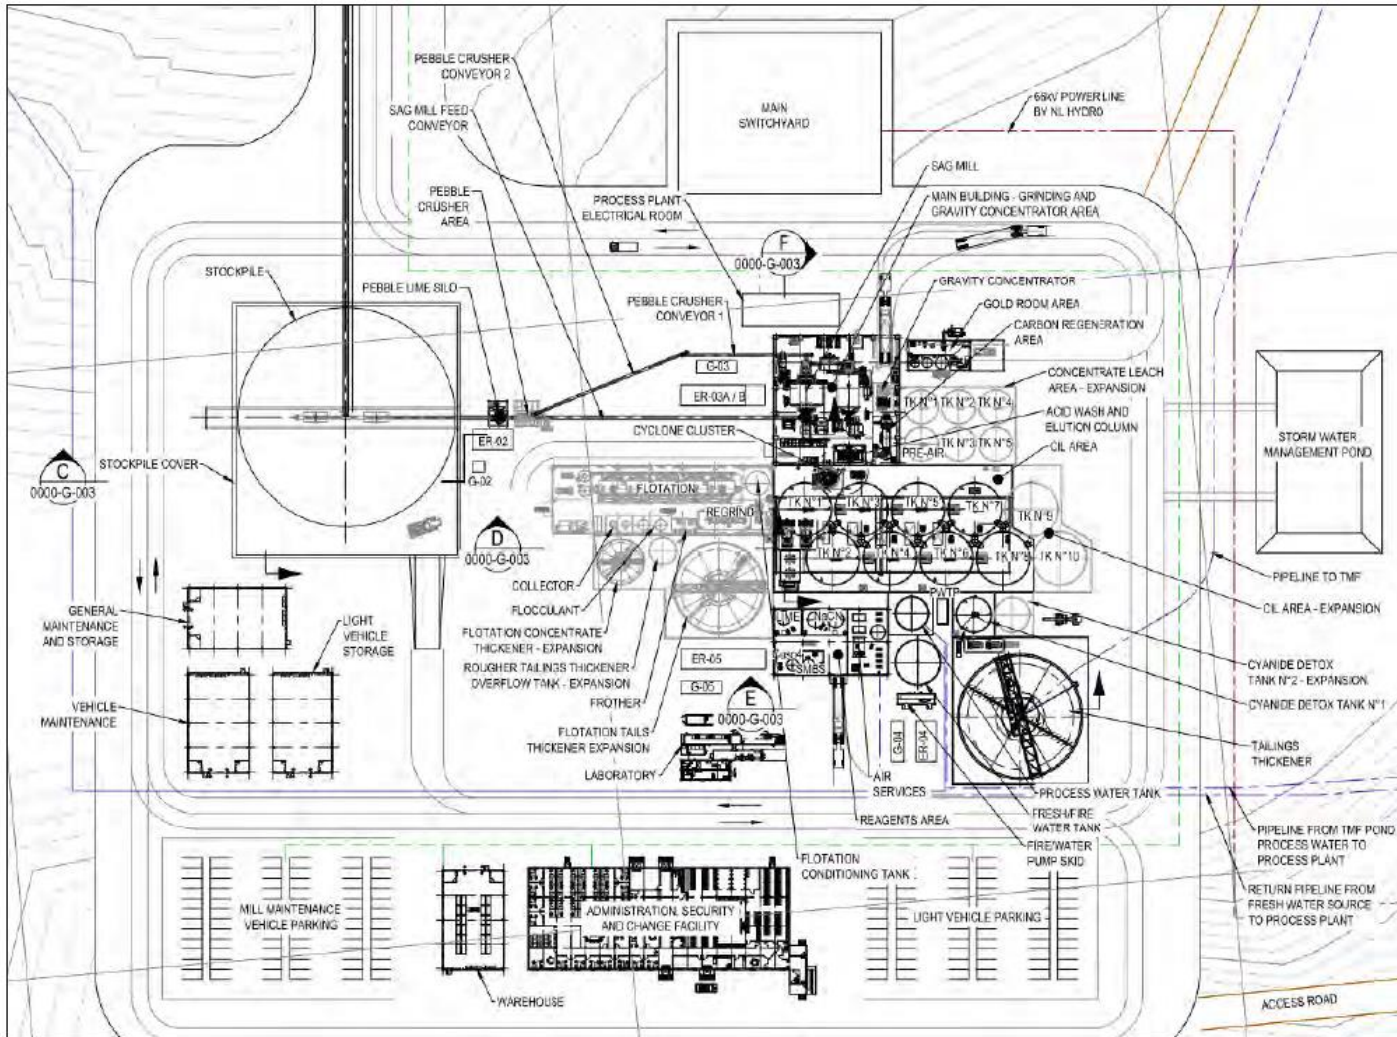 PEBBLE CRUSHER
CONVEYOR 2
SAG MILL FEED
CONVEYOR
MAIN
SWITCHYARD
66kV POWER LINE
BY NL HYDRO
PEBBLE
CRUSHER
AREA
PROCESS PLANT
ELECTRICAL ROOM
SAG MILL
MAIN BUILDING - GRINDING AND
GRAVITY CONCENTRATOR AREA
F
0000-G-003
STOCKPILE
PEBBLE LIME SILO
PEBBLE CRUSHER
CONVEYOR 1
GRAVITY CONCENTRATOR
GOLD ROOM AREA
CARBON REGENERATION
AREA
G-03
ER-03A / B
CONCENTRATE LEACH
AREA - EXPANSION
TK N°1
TK N°2
TK N°4
ACID WASH AND
ELUTION COLUMN
CYCLONE CLUSTER
TK N°3
TK N°5
PRE-AIR
CIL AREA
STORM WATER
MANAGEMENT POND
ER-02
G-02
C
0000-G-003
STOCKPILE COVER
FLOTATION
REGRIND
TK N°1
TK N°3
TK N°5
TK N°7
TK N°9
D
0000-G-003
TK N°2
TK N°4
TK N°6
TK N°8
TK N°10
COLLECTOR
FLOCCULANT
PIPELINE TO TMF
PWTP
CIL AREA - EXPANSION
GENERAL
MAINTENANCE
AND STORAGE
LIGHT
VEHICLE
STORAGE
FLOTATION CONCENTRATE
THICKENER - EXPANSION
LIME
NaCN
ROUGHER TAILINGS THICKENER
OVERFLOW TANK - EXPANSION
ER-05
SMBS
CYANIDE DETOX
TANK N°2 - EXPANSION
FROTHER
G-05
E
0000-G-003
CYANIDE DETOX TANK N°1
VEHICLE
MAINTENANCE
FLOTATION TAILS
THICKENER EXPANSION
G-04
ER-04
TAILINGS
THICKENER
LABORATORY
AIR
SERVICES
PROCESS WATER TANK
REAGENTS AREA
FRESH/FIRE
WATER TANK
FIRE/WATER
PUMP SKID
PIPELINE FROM TMF POND
PROCESS WATER TO
PROCESS PLANT
FLOTATION
CONDITIONING TANK
RETURN PIPELINE FROM
FRESH WATER SOURCE
TO PROCESS PLANT
MILL MAINTENANCE
VEHICLE PARKING
ADMINISTRATION, SECURITY
AND CHANGE FACILITY
LIGHT VEHICLE PARKING
WAREHOUSE
ACCESS ROAD